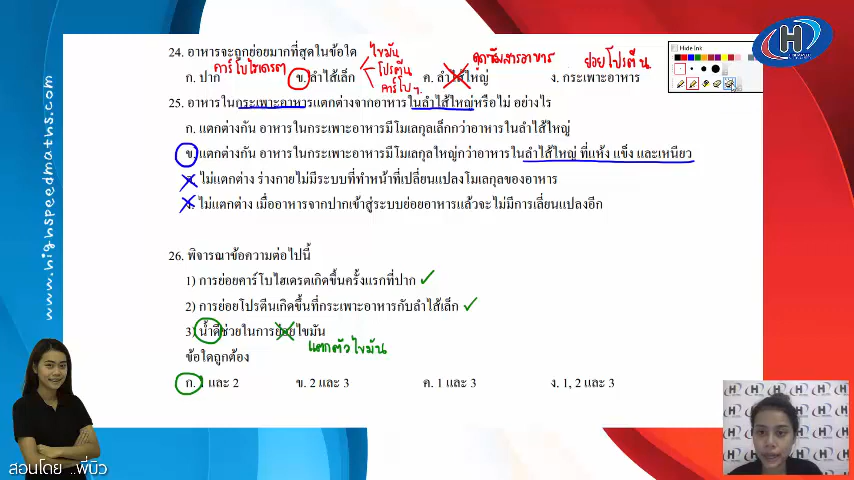 24. อาหารจะถูกย่อยมากที่สุดในข้อใด
ไขมัน
โปรตีน
คาร์โบฯ
คาร์โบไฮเดรต
ดูดซึมสารอาหาร
ย่อยโปรตีน
ก. ปาก ข. ลำไส้เล็ก ค. ลำไส้ใหญ่ ง. กระเพาะอาหาร
25. อาหารในกระเพาะอาหารแตกต่างจากอาหารในลำไส้ใหญ่หรือไม่ อย่างไร
ก. แตกต่างกัน อาหารในกระเพาะอาหารมีโมเลกุลเล็กกว่าอาหารในลำไส้ใหญ่
ข. แตกต่างกัน อาหารในกระเพาะอาหารมีโมเลกุลใหญ่กว่าอาหารในลำไส้ใหญ่ ที่แห้ง แข็ง และเหนียว
ค. ไม่แตกต่าง ร่างกายไม่มีระบบที่ทำหน้าที่เปลี่ยนแปลงโมเลกุลของอาหาร
ง. ไม่แตกต่าง เมื่ออาหารจากปากเข้าสู่ระบบย่อยอาหารแล้วจะไม่มีการเลี่ยนแปลงอีก
26. พิจารณาข้อความต่อไปนี้
1) การย่อยคาร์โบไฮเดรตเกิดขึ้นครั้งแรกที่ปาก
2) การย่อยโปรตีนเกิดขึ้นที่กระเพาะอาหารกับลำไส้เล็ก
3) น้ำดีช่วยในการย่อยไขมัน
แตกตัวไขมัน
ข้อใดถูกต้อง
ก. 1 และ 2 ข. 2 และ 3 ค. 1 และ 3 ง. 1, 2 และ 3
Hide Ink
www.highspeedmaths.com
สอนโดย ..พี่บิว